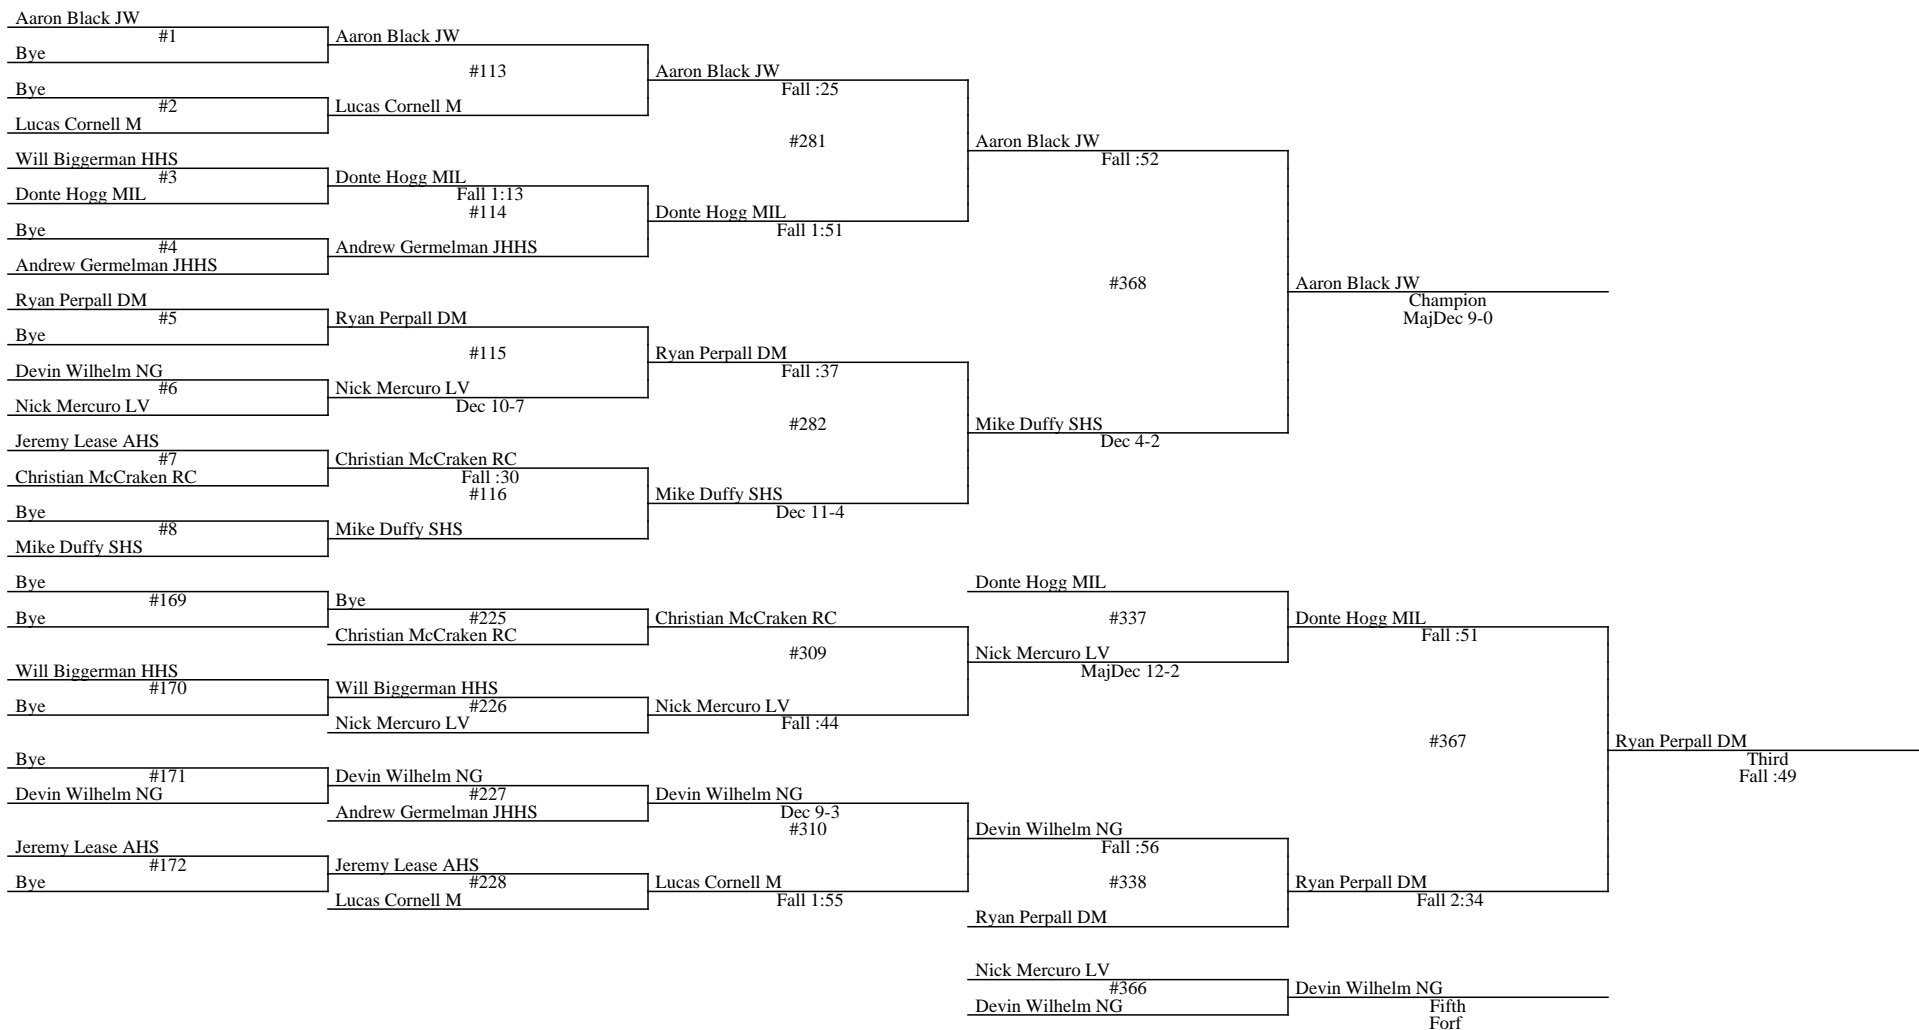 Aaron Black JW
#1
Bye
Aaron Black JW
#113
Bye
#2
Lucas Cornell M
Lucas Cornell M
Aaron Black JW
Fall :25
#281
Will Biggerman HHS
#3
Donte Hogg MIL
Donte Hogg MIL
Fall 1:13
#114
Bye
#4
Andrew Germelman JHHS
Andrew Germelman JHHS
Donte Hogg MIL
Fall 1:51
Aaron Black JW
Fall :52
#368
Ryan Perpall DM
#5
Bye
Ryan Perpall DM
#115
Devin Wilhelm NG
#6
Nick Mercuro LV
Nick Mercuro LV
Dec 10-7
Ryan Perpall DM
Fall :37
#282
Jeremy Lease AHS
#7
Christian McCraken RC
Christian McCraken RC
Fall :30
#116
Bye
#8
Mike Duffy SHS
Mike Duffy SHS
Mike Duffy SHS
Dec 11-4
Mike Duffy SHS
Dec 4-2
Aaron Black JW
Champion
MajDec 9-0
Bye
#169
Bye
Bye
#225
Christian McCraken RC
Christian McCraken RC
#309
Will Biggerman HHS
#170
Bye
Will Biggerman HHS
#226
Nick Mercuro LV
Nick Mercuro LV
Fall :44
Donte Hogg MIL
#337
Nick Mercuro LV
MajDec 12-2
Donte Hogg MIL
Fall :51
#367
Bye
#171
Devin Wilhelm NG
Devin Wilhelm NG
#227
Andrew Germelman JHHS
Devin Wilhelm NG
Dec 9-3
#310
Jeremy Lease AHS
#172
Bye
Jeremy Lease AHS
#228
Lucas Cornell M
Lucas Cornell M
Fall 1:55
Devin Wilhelm NG
Fall :56
#338
Ryan Perpall DM
Ryan Perpall DM
Fall 2:34
Ryan Perpall DM
Third
Fall :49
Nick Mercuro LV
#366
Devin Wilhelm NG
Devin Wilhelm NG
Fifth
Forf